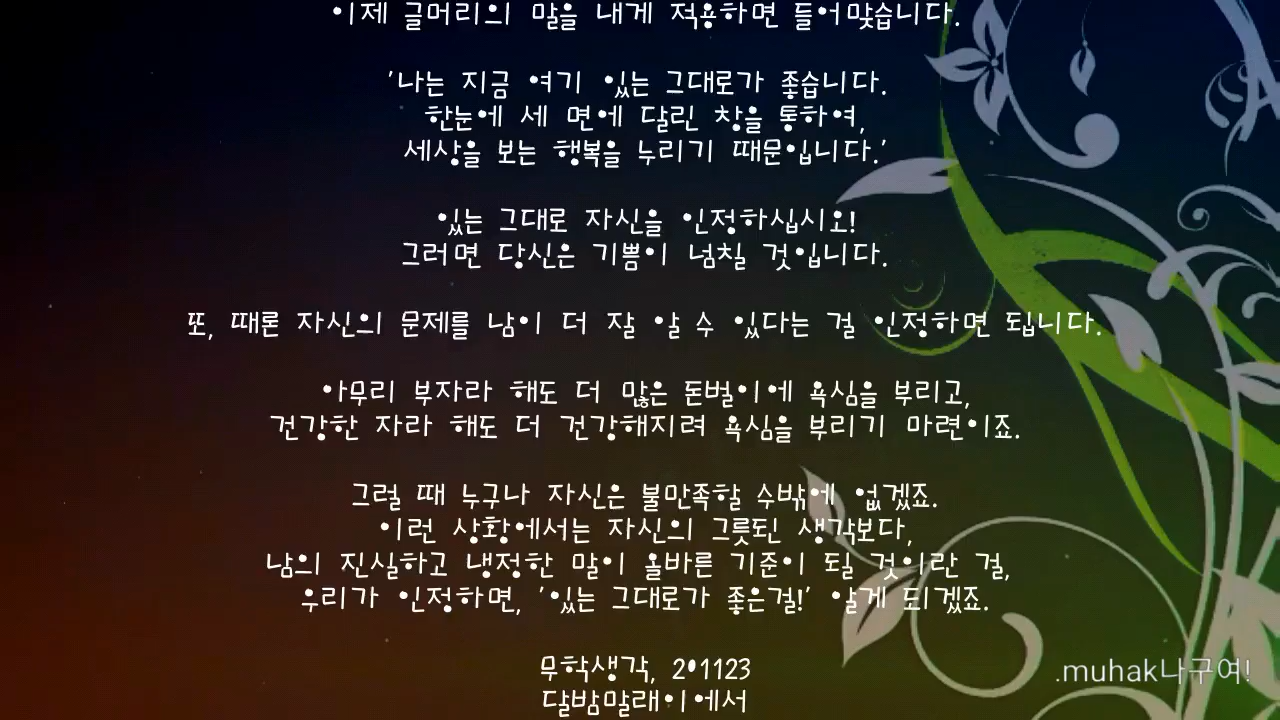 이제 글머리의 말을 내게 적용하면 들어맞습니다.
'나는 지금 여기 있는 그대로가 좋습니다.
한눈에 세 면에 달린 창을 통하여,
세상을 보는 행복을 누리기 때문입니다.'
있는 그대로 자신을 인정하십시오!
그러면 당신은 기쁨이 넘칠 것입니다.
또, 때론 자신의 문제를 남이 더 잘 알 수 있다는 걸 인정하면 됩니다.
아무리 부자라 해도 더 많은 돈벌이에 욕심을 부리고,
건강한 자라 해도 더 건강해지려 욕심을 부리기 마련이죠.
그럴 때 누구나 자신은 불만족할 수밖에 없겠죠.
이런 상황에서는 자신의 그릇된 생각보다,
남의 진실하고 냉정한 말이 올바른 기준이 될 것이란 걸,
우리가 인정하면, '있는 그대로가 좋은걸!' 알게 되겠죠.
무학생각, 201123
달밤말래이에서
.muhak나구여!